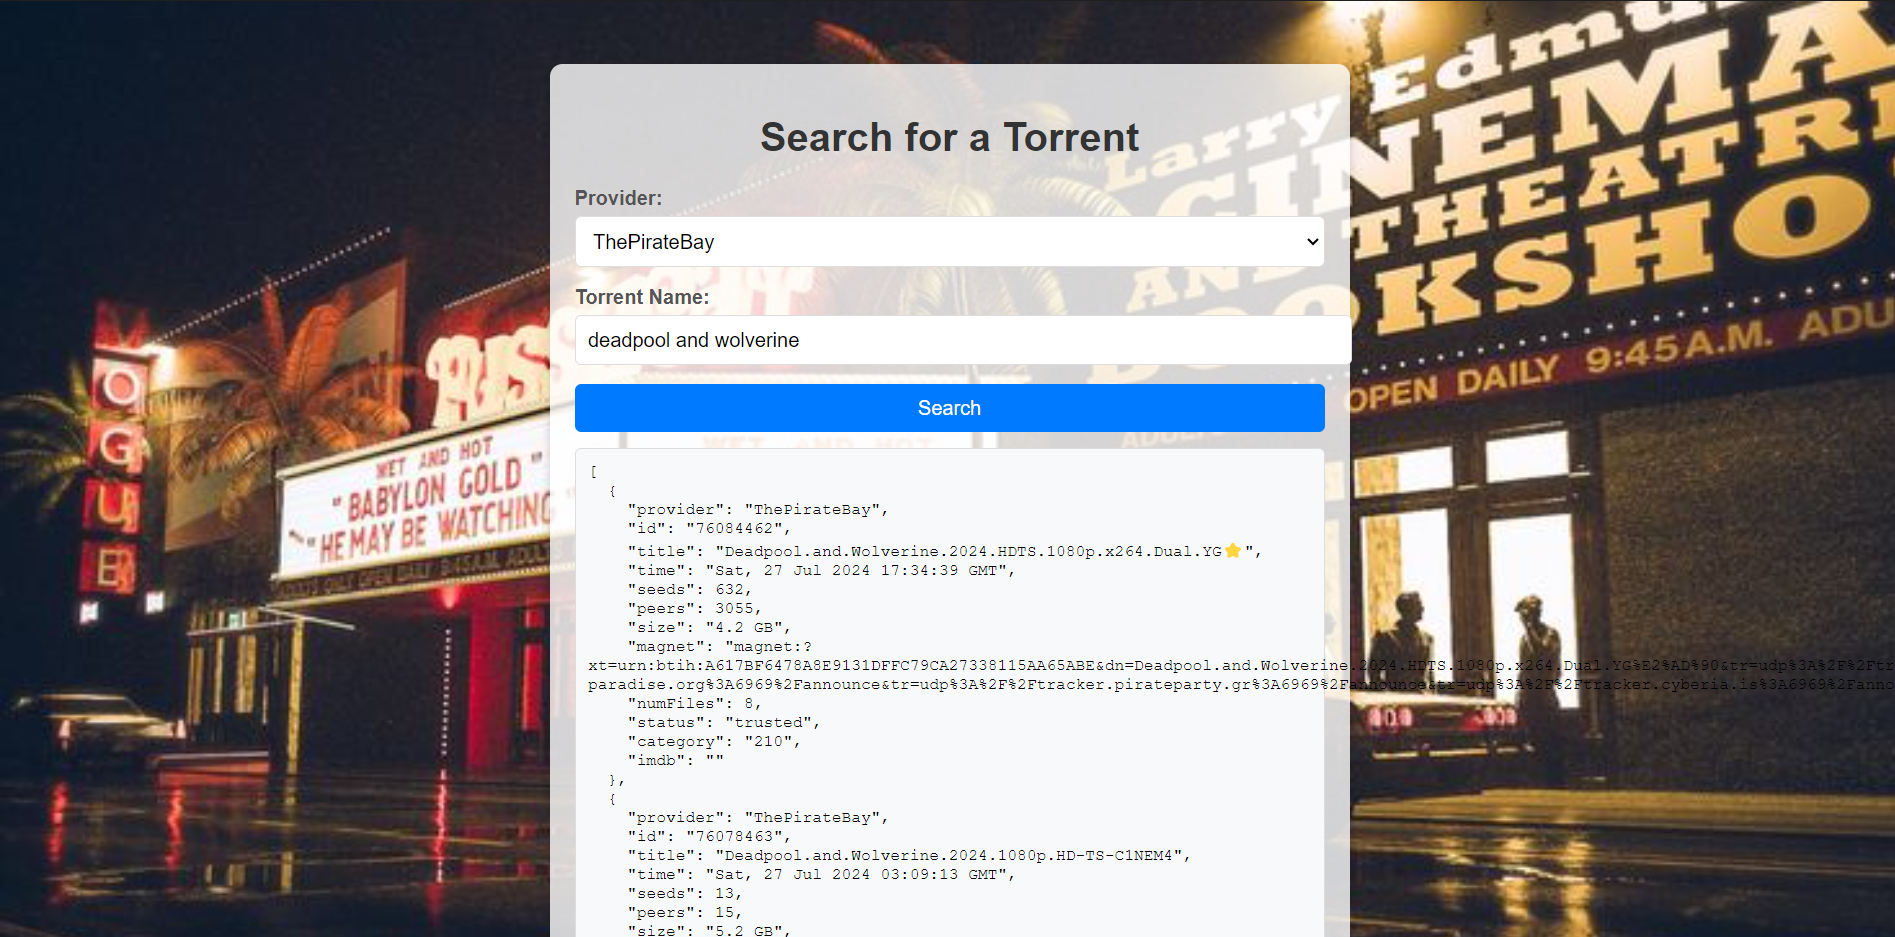 Search for a Torrent
Provider:
ThePirateBay
Torrent Name:
deadpool and wolverine
Search
[
{
"provider": "ThePirateBay",
"id": "76084462",
"title": "Deadpool.and.Wolverine.2024.HDTS.1080p.x264.Dual.YG⭐",
"time": "Sat, 27 Jul 2024 17:34:39 GMT",
"seeds": 632,
"peers": 3055,
"size": "4.2 GB",
"magnet": "magnet:?
xt=urn:btih:A617BF6478A8E9131DFFC79CA27338115AA65ABE&dn=Deadpool.and.Wolverine.2024.HDTS.1080p.x264.Dual.YG%E2%AD%90&tr=udp%3A%2F%2Ftr
paradise.org%3A6969%2Fannounce&tr=udp%3A%2F%2Ftracker.pirateparty.gr%3A6969%2Fannounce&tr=udp%3A%2F%2Ftracker.cyberia.is%3A6969%2Fanno
"numFiles": 8,
"status": "trusted",
"category": "210",
"imdb": ""
},
{
"provider": "ThePirateBay",
"id": "76078463",
"title": "Deadpool.and.Wolverine.2024.1080p.HD-TS-C1NEM4",
"time": "Sat, 27 Jul 2024 03:09:13 GMT",
"seeds": 13,
"peers": 15,
"size": "5.2 GB",
VOGUE
WET AND HOT
"BABYLON GOLD"
"HE MAY BE WATCHING"
Larry Edmu
CINEMA
AND THEATRE
BOOKSHO
OPEN DAILY 9:45 A.M. ADU